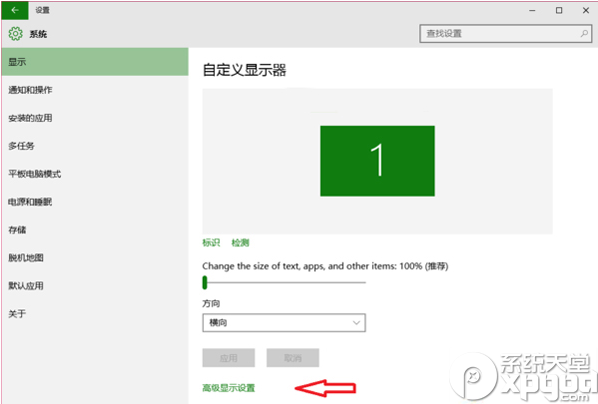 设置
系统
查找设置
显示
通知和操作
安装的应用
多任务
平板电脑模式
电源和睡眠
存储
脱机地图
默认应用
关于
自定义显示器
1
标识 检测
Change the size of text, apps, and other items: 100% (推荐)
方向
横向
应用 取消
高级显示设置
系统天堂